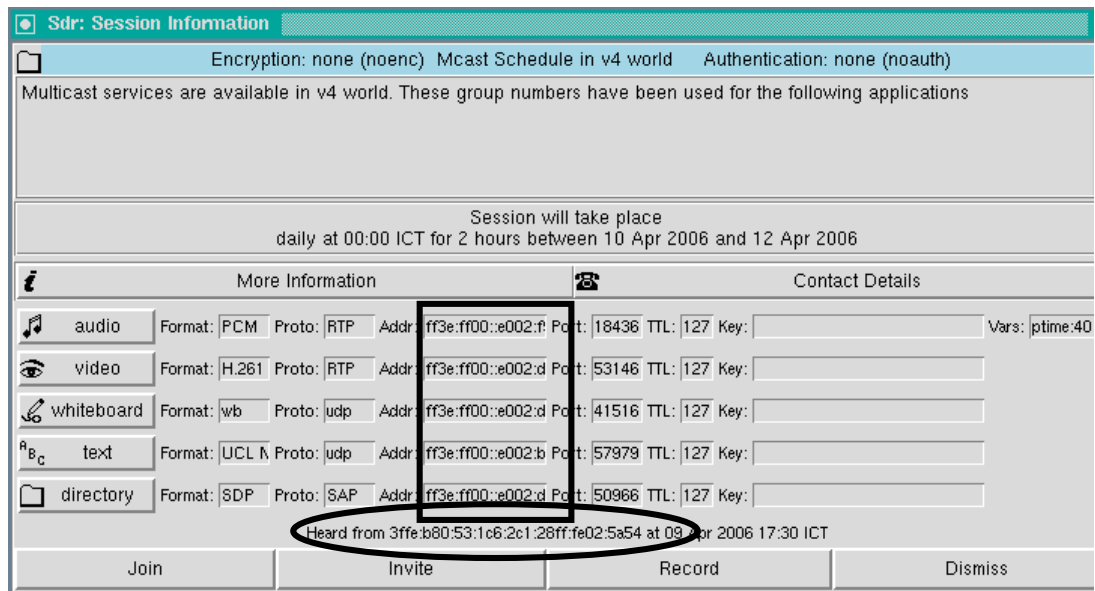 Sdr: Session Information
Encryption: none (noenc) Mcast Schedule in v4 world Authentication: none (noauth)
Multicast services are available in v4 world. These group numbers have been used for the following applications
Session will take place
daily at 00:00 ICT for 2 hours between 10 Apr 2006 and 12 Apr 2006
i More Information Contact Details
audio Format: PCM Proto: RTP Addr: ff3e:ff00::e002:f Port: 18436 TTL: 127 Key: Vars: ptime:40
video Format: H.261 Proto: RTP Addr: ff3e:ff00::e002:d Port: 53146 TTL: 127 Key:
whiteboard Format: wb Proto: udp Addr: ff3e:ff00::e002:d Port: 41516 TTL: 127 Key:
ABC text Format: UCL N Proto: udp Addr: ff3e:ff00::e002:b Port: 57979 TTL: 127 Key:
directory Format: SDP Proto: SAP Addr: ff3e:ff00::e002:d Port: 50966 TTL: 127 Key:
Heard from 3ffe:b80:53:1c6:2c1:28ff:fe02:5a54 at 09 Apr 2006 17:30 ICT
Join Invite Record Dismiss